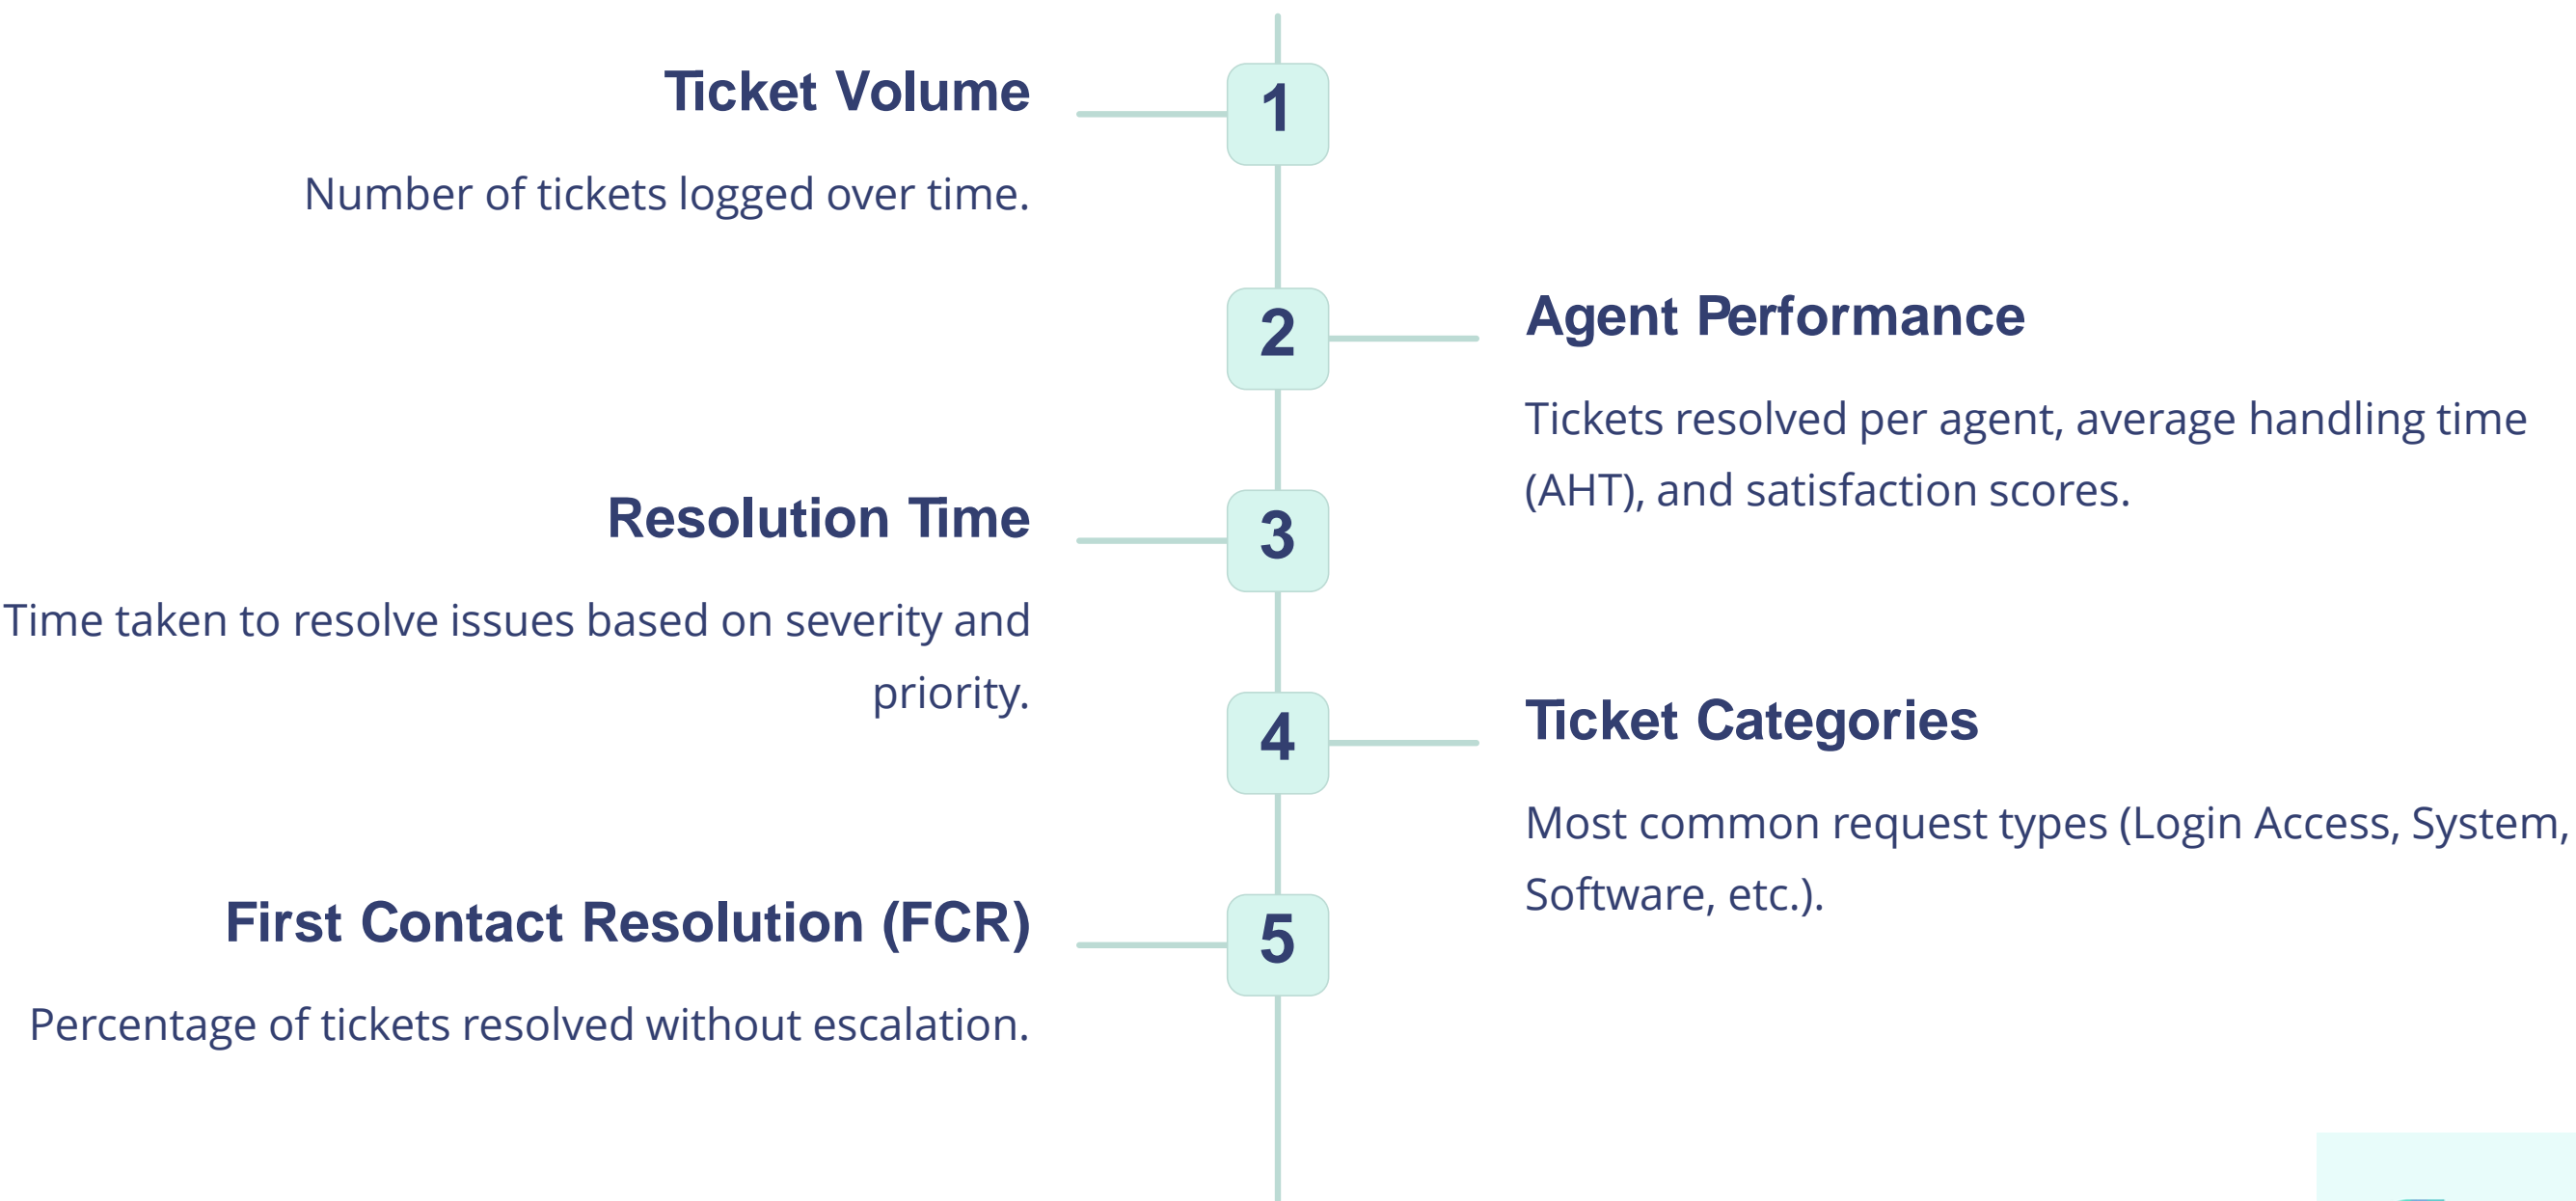 1
Ticket Volume
Number of tickets logged over time.
2
Agent Performance
Tickets resolved per agent, average handling time
(AHT), and satisfaction scores.
3
Resolution Time
Time taken to resolve issues based on severity and
priority.
4
Ticket Categories
Most common request types (Login Access, System,
Software, etc.).
5
First Contact Resolution (FCR)
Percentage of tickets resolved without escalation.